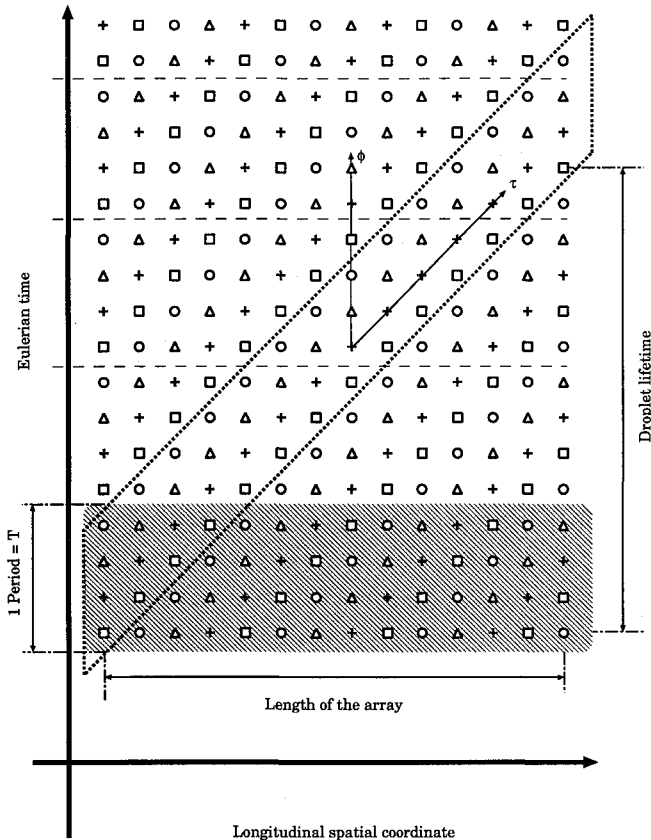 ϕ
τ
Eulerian time
Droplet lifetime
1 Period = T
Length of the array
Longitudinal spatial coordinate